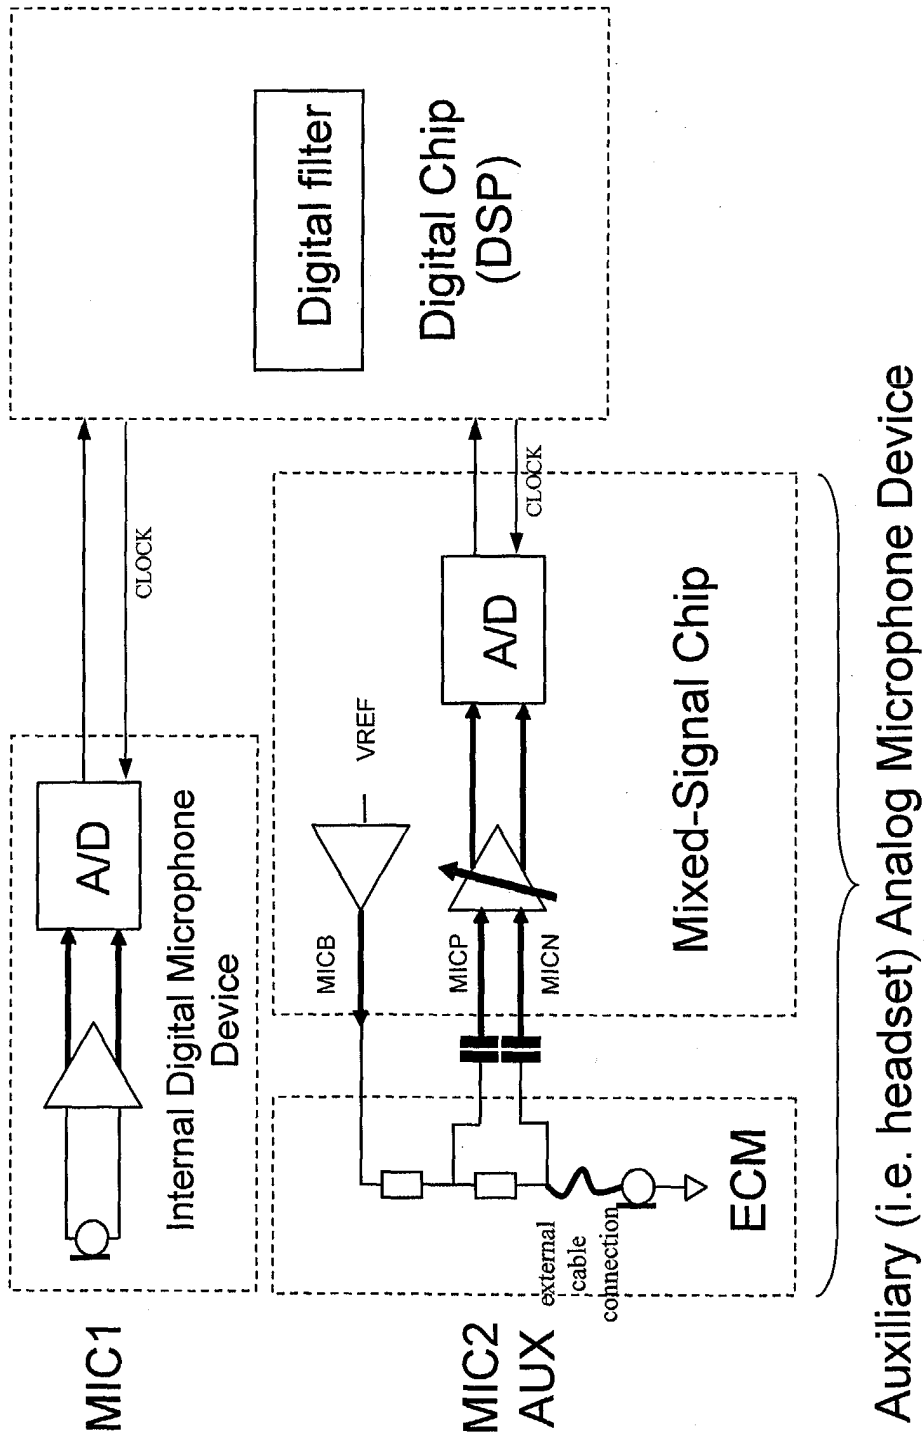 MIC1
Internal Digital Microphone
Device
A/D
CLOCK
Digital filter
Digital Chip
(DSP)
MIC2
AUX
external
cable
connection
ECM
MICB
VREF
MICP
MICN
A/D
CLOCK
Mixed-Signal Chip
Auxiliary (i.e. headset) Analog Microphone Device